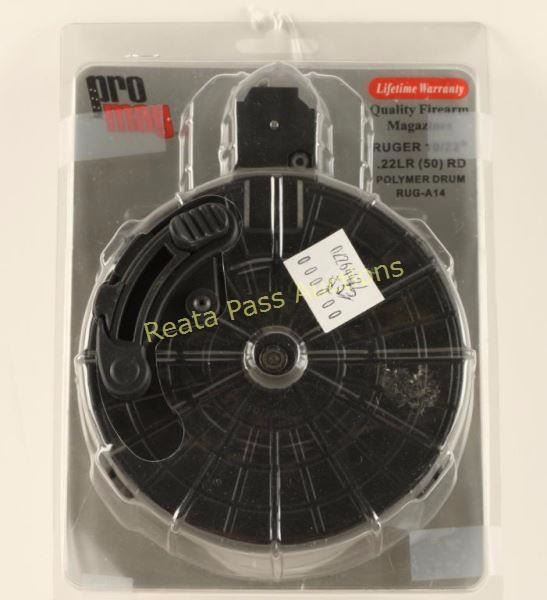 pro
mag
Lifetime Warranty
Quality Firearm
Magazines
RUGER 10/22®
.22LR (50) RD
POLYMER DRUM
RUG-A14
Reata Pass Auctions